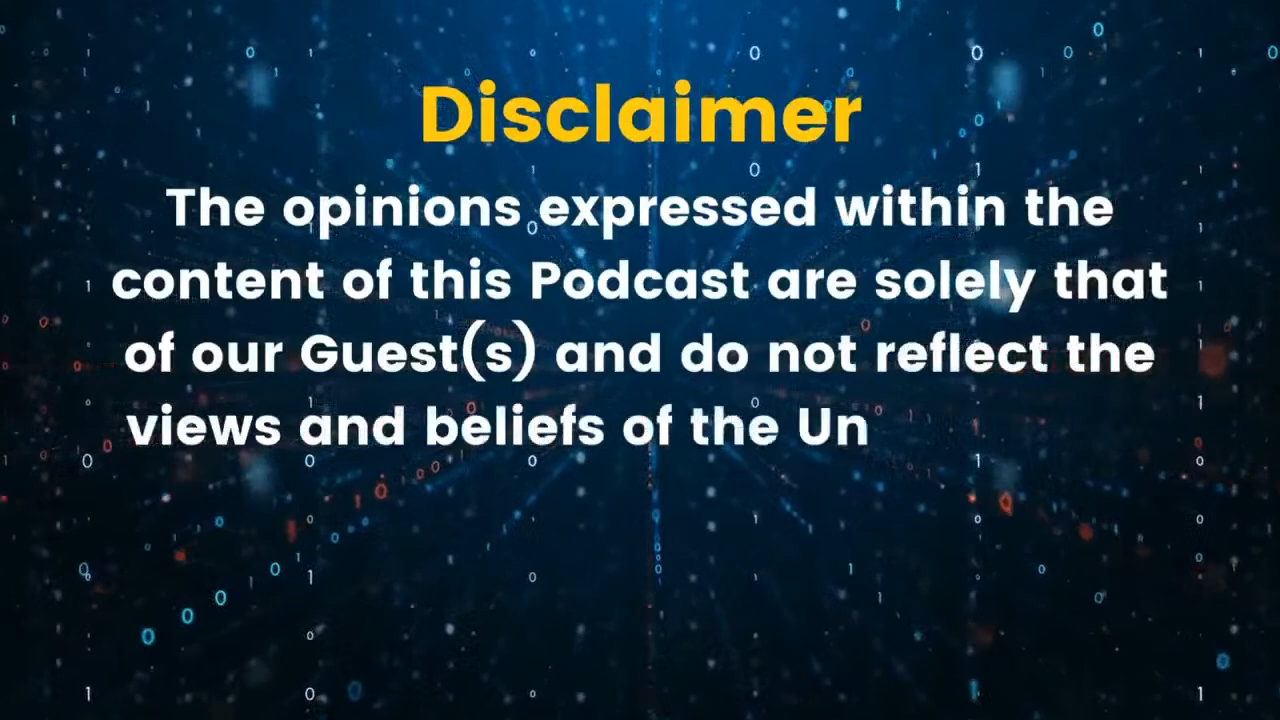 Disclaimer
The opinions expressed within the
content of this Podcast are solely that
of our Guest(s) and do not reflect the
views and beliefs of the Un